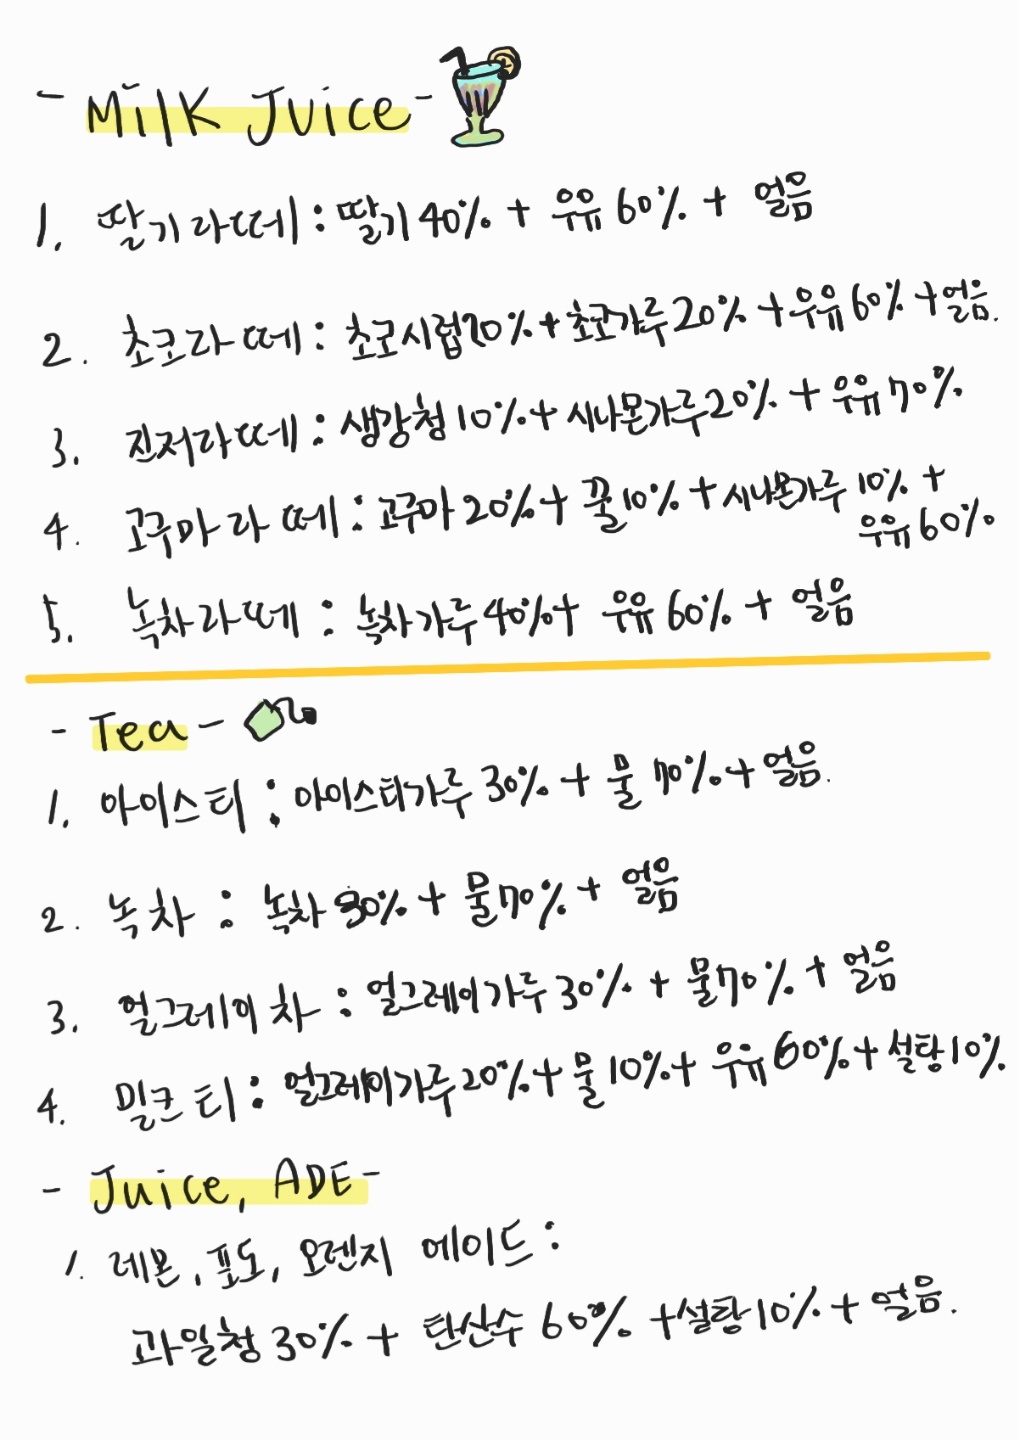 - Milk Juice -
1. 딸기라떼 : 딸기 40% + 우유 60% + 얼음
2. 초코라떼 : 초코시럽 20% + 초코가루 20% + 우유 60% + 얼음.
3. 진저라떼 : 생강청 10% + 시나몬가루 20% + 우유 70%
4. 고구마라떼 : 고구마 20% + 꿀 10% + 시나몬가루 10% +
우유 60%
5. 녹차라떼 : 녹차가루 40% + 우유 60% + 얼음
- Tea -
1. 아이스티 : 아이스티가루 30% + 물 70% + 얼음.
2. 녹차 : 녹차 30% + 물 70% + 얼음
3. 얼그레이 차 : 얼그레이가루 30% + 물 70% + 얼음
4. 밀크티 : 얼그레이가루 20% + 물 10% + 우유 60% + 설탕 10%
- Juice, ADE -
1. 레몬, 포도, 오렌지 에이드 :
과일청 30% + 탄산수 60% + 설탕 10% + 얼음.